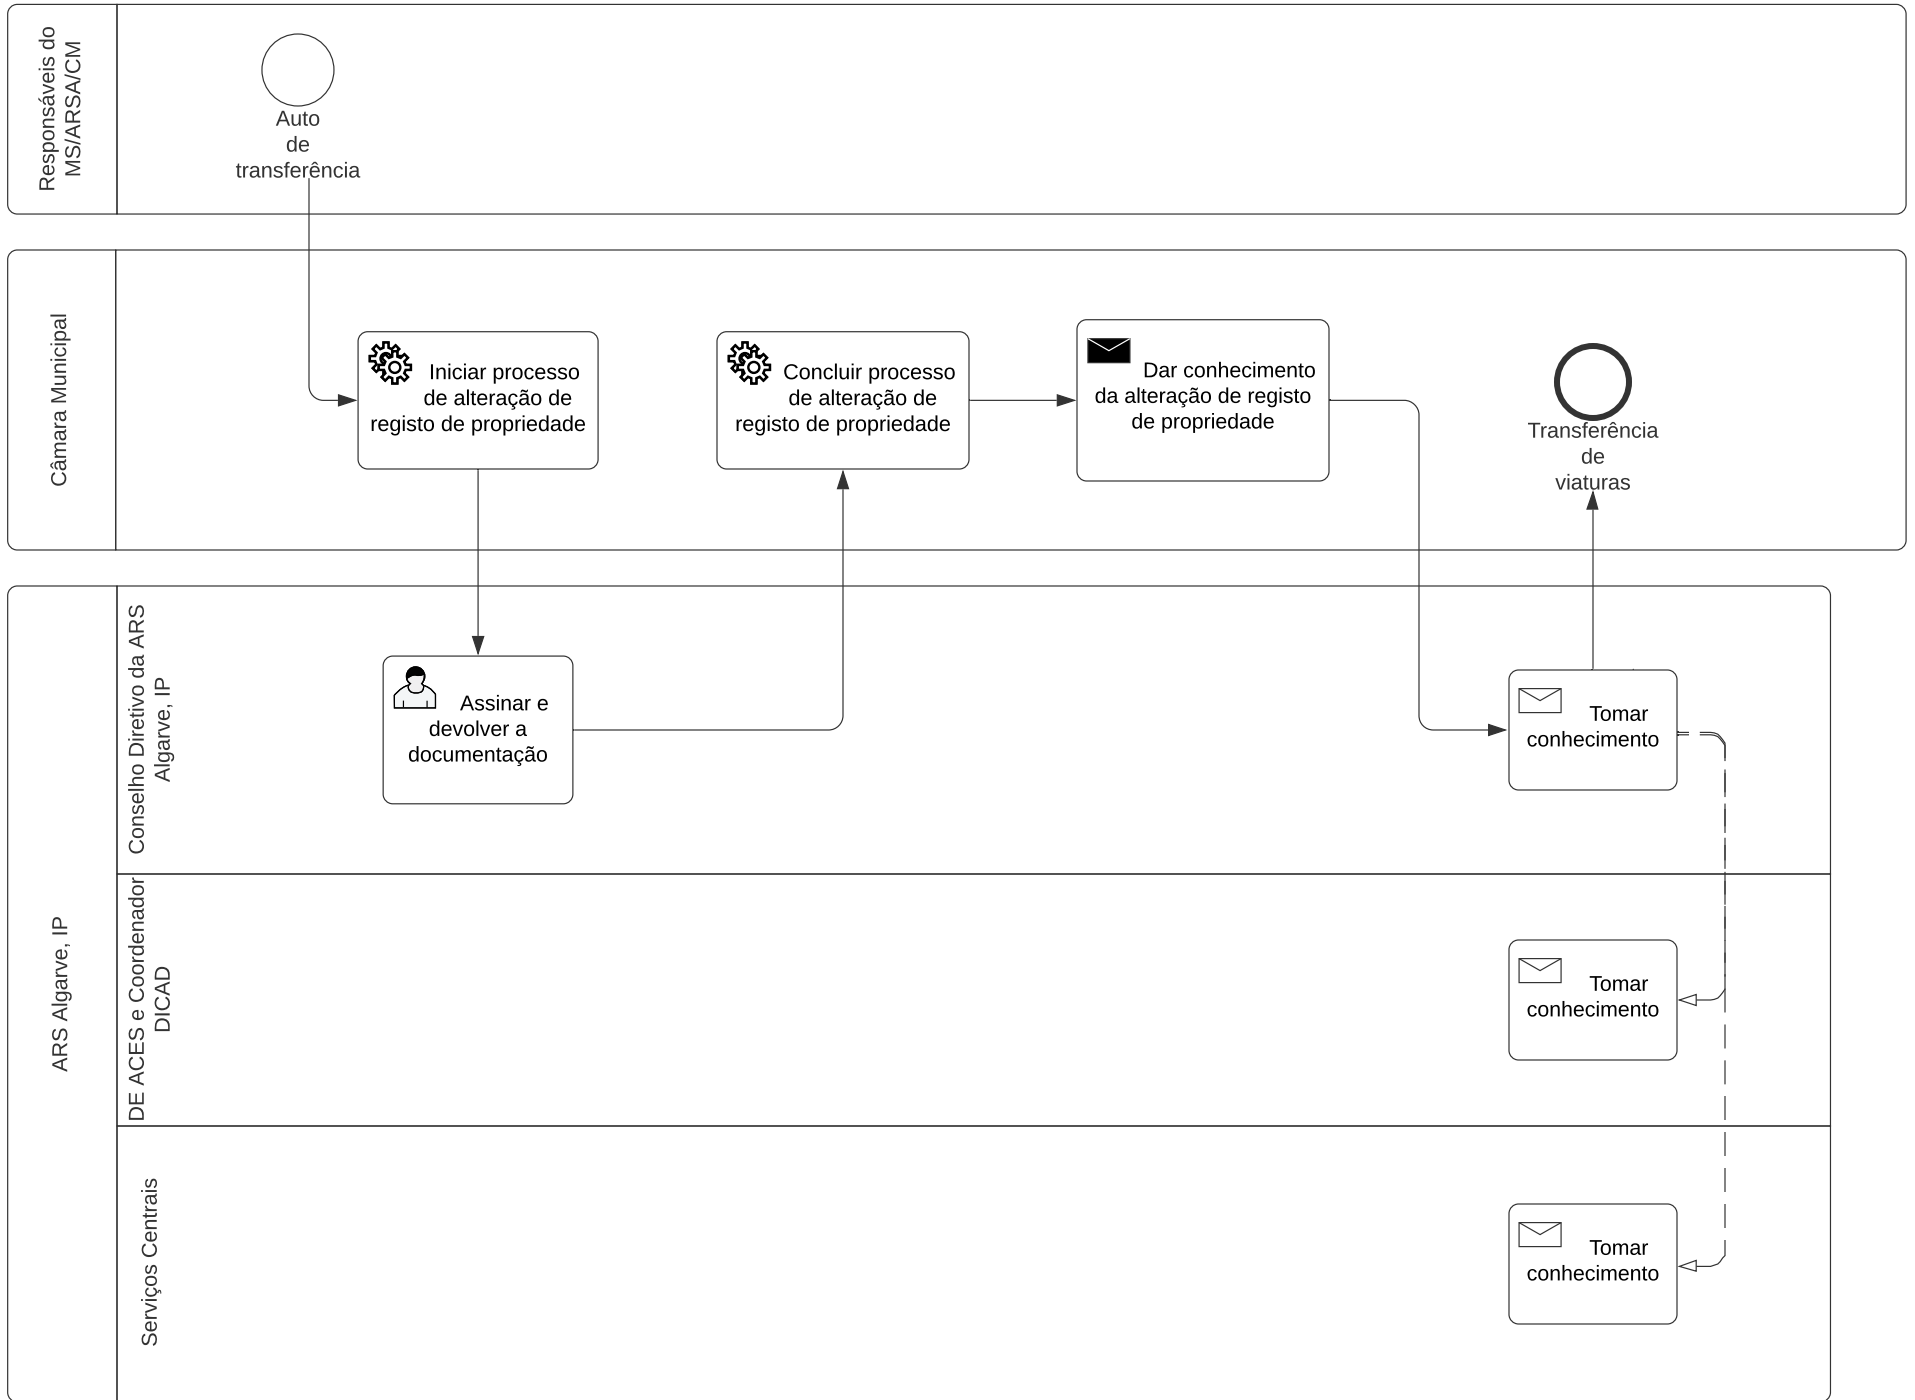 Responsáveis do
MS/ARSA/CM
Auto
de
transferência
Câmara Municipal
Iniciar processo
de alteração de
registo de propriedade
Concluir processo
de alteração de
registo de propriedade
Dar conhecimento
da alteração de registo
de propriedade
Transferência
de
viaturas
ARS Algarve, IP
Conselho Diretivo da ARS
Algarve, IP
Assinar e
devolver a
documentação
Tomar
conhecimento
DE ACES e Coordenador
DICAD
Tomar
conhecimento
Serviços Centrais
Tomar
conhecimento